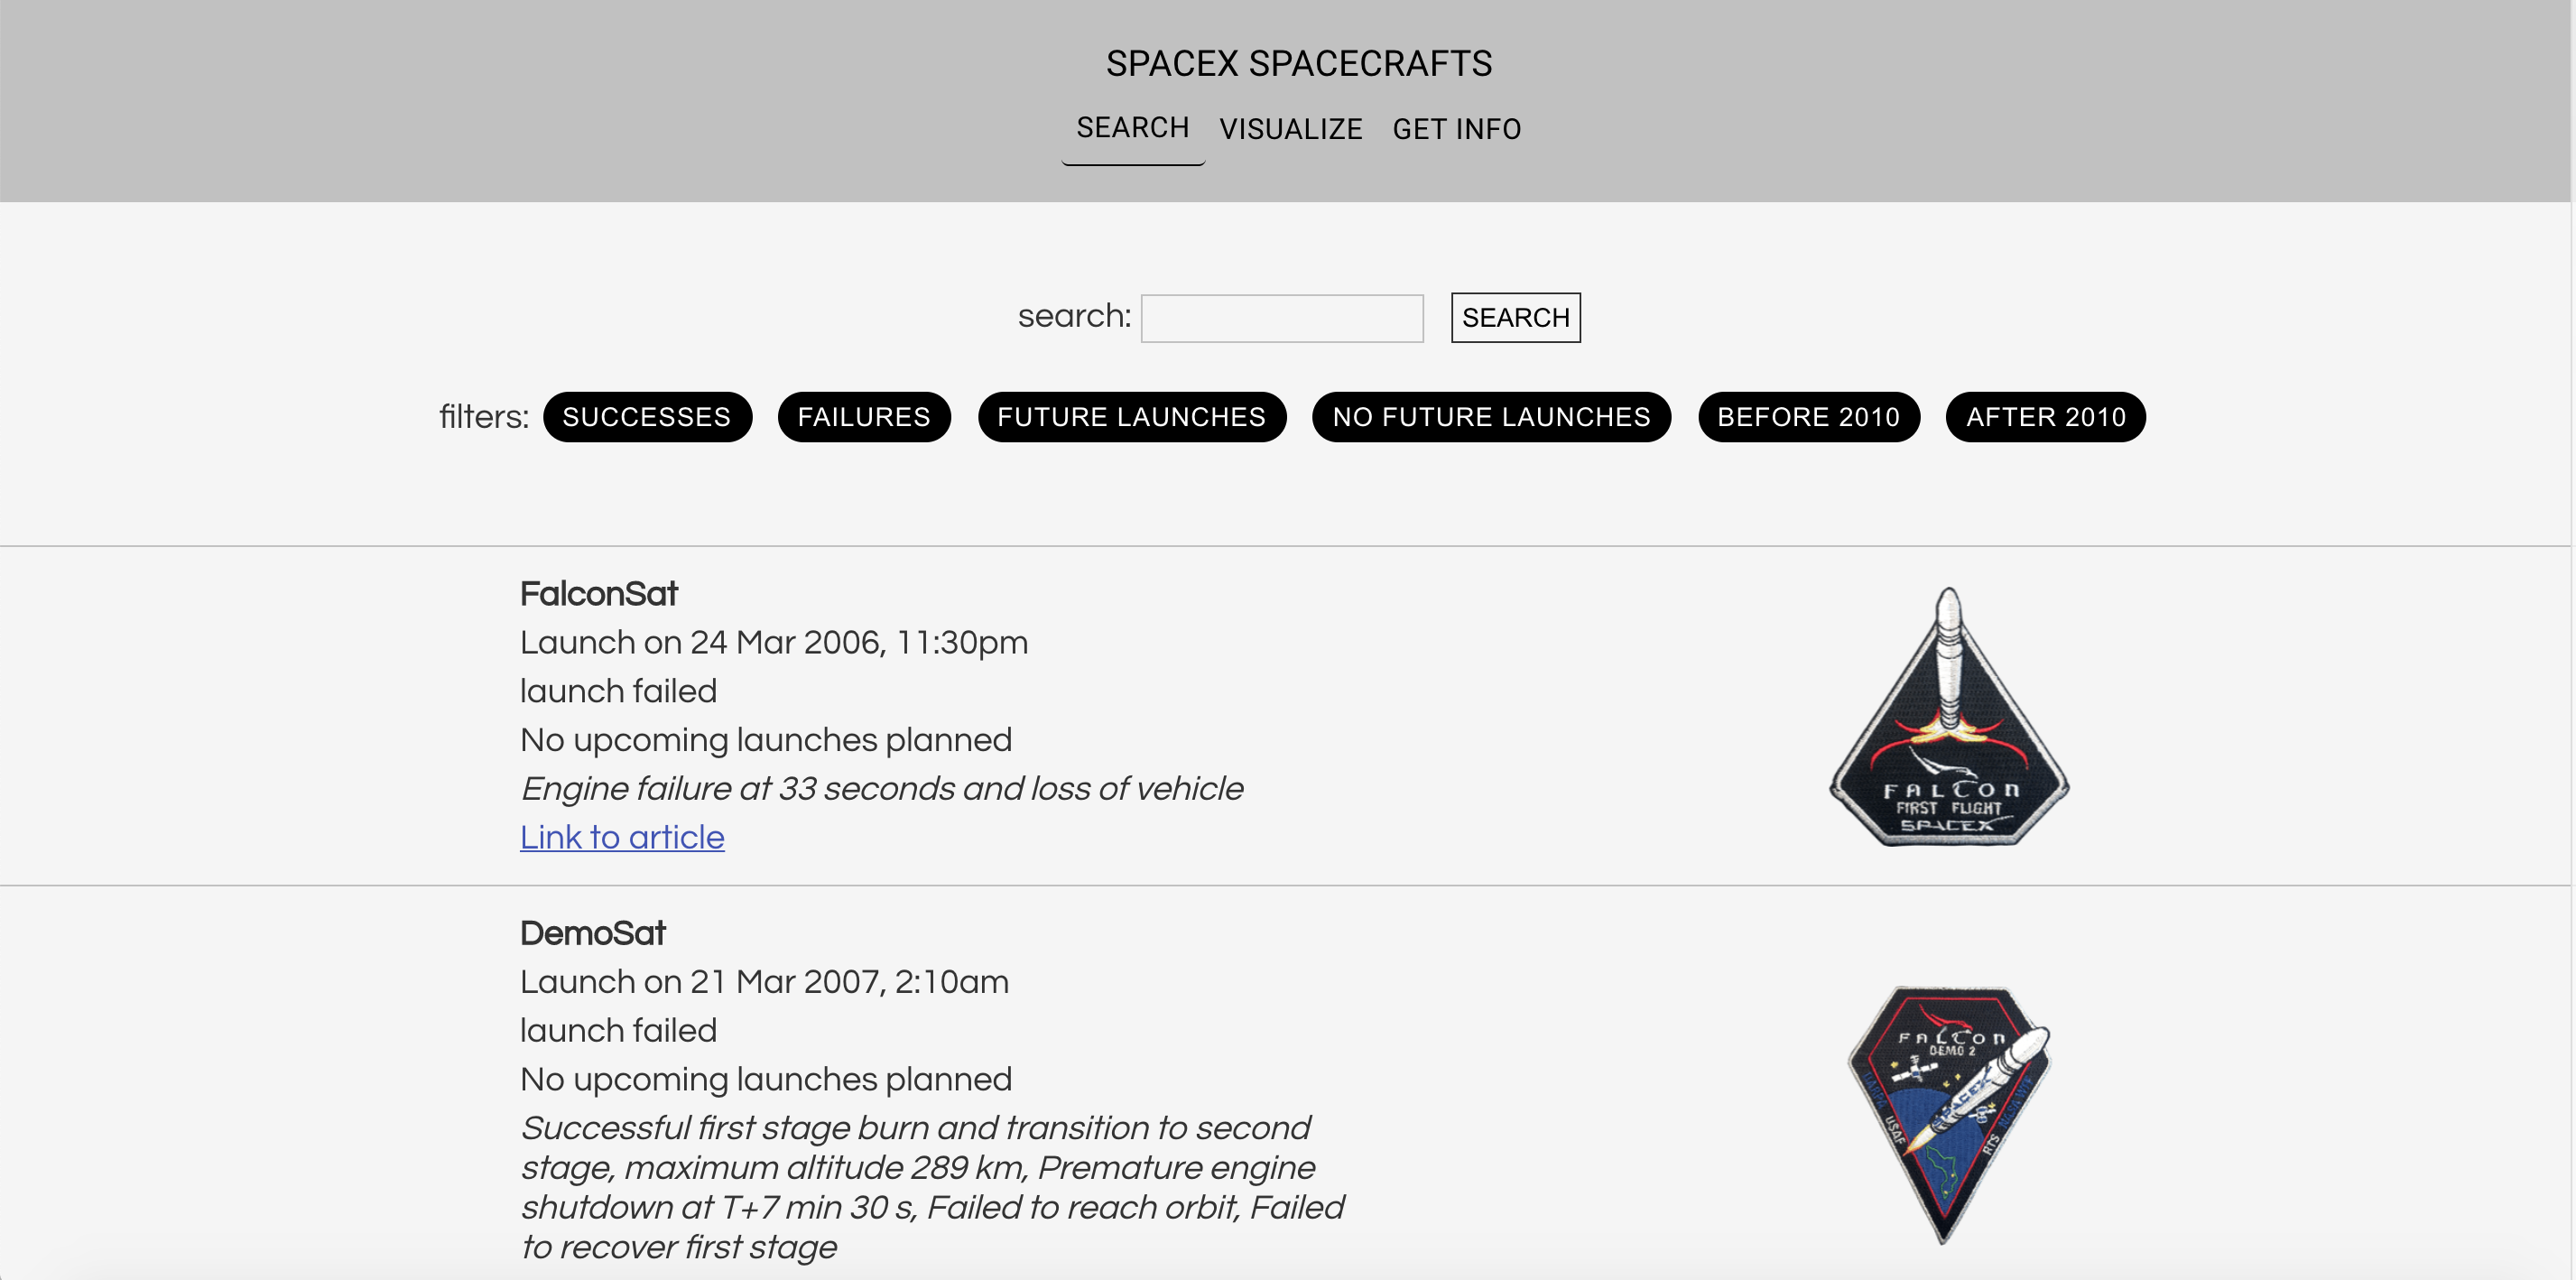 SPACEX SPACECRAFTS
SEARCH VISUALIZE GET INFO
search: SEARCH
filters: SUCCESSES FAILURES FUTURE LAUNCHES NO FUTURE LAUNCHES BEFORE 2010 AFTER 2010
FalconSat
Launch on 24 Mar 2006, 11:30pm
launch failed
No upcoming launches planned
Engine failure at 33 seconds and loss of vehicle
Link to article
FALCON
FIRST FLIGHT
SPACEX
DemoSat
Launch on 21 Mar 2007, 2:10am
launch failed
No upcoming launches planned
Successful first stage burn and transition to second
stage, maximum altitude 289 km, Premature engine
shutdown at T+7 min 30 s, Failed to reach orbit, Failed
to recover first stage
FALCON
DEMO 2
SPACEX
DARPA USAF
RTS NASA WFF